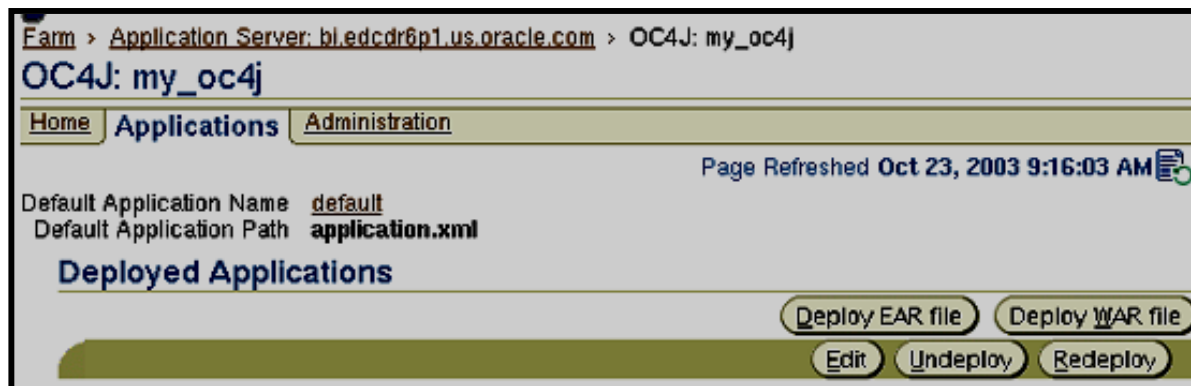 Farm > Application Server: bi.edcdr6p1.us.oracle.com > OC4J: my_oc4j
OC4J: my_oc4j
Home Applications Administration
Page Refreshed Oct 23, 2003 9:16:03 AM
Default Application Name default
Default Application Path application.xml
Deployed Applications
Deploy EAR file Deploy WAR file
Edit Undeploy Redeploy